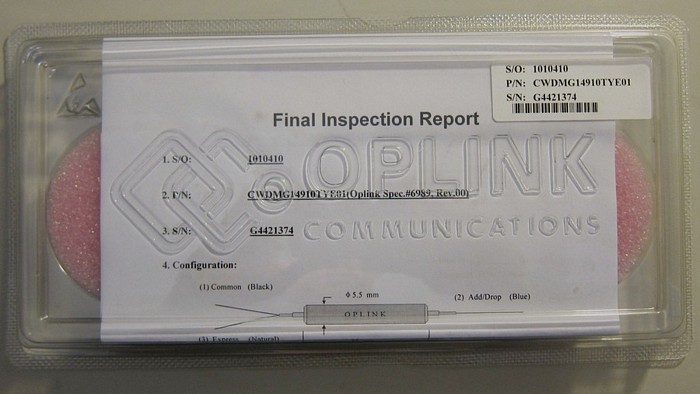 S/O: 1010410
P/N: CWDMG14910TYE01
S/N: G4421374
Final Inspection Report
OPLINK
COMMUNICATIONS
1. S/O: 1010410
2. P/N: CWDMG14910TYE01(Oplink Spec.#6989, Rev.00)
3. S/N: G4421374
4. Configuration:
(1) Common (Black)
Φ 5.5 mm
(2) Add/Drop (Blue)
OPLINK
(3) Express (Natural)